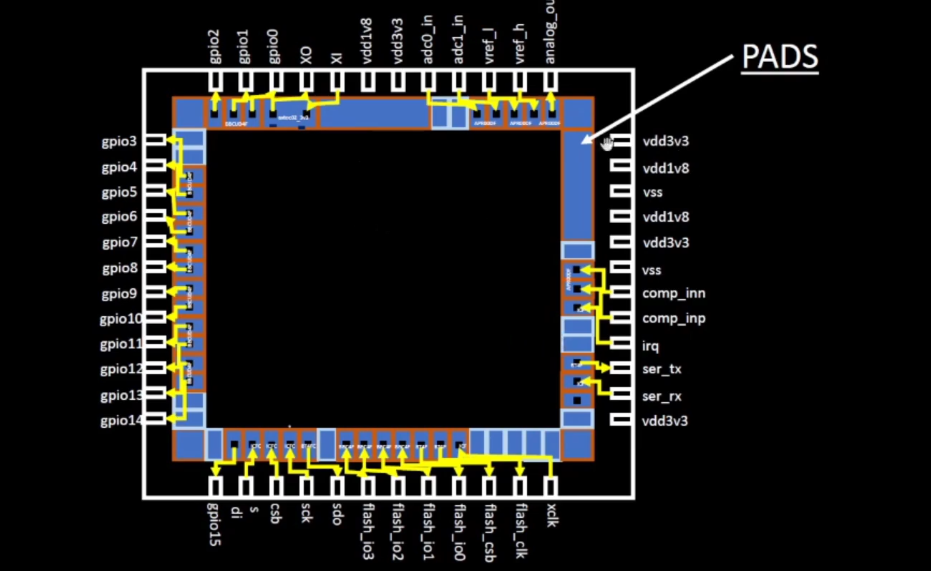 gpio2
gpio1
gpio0
XO
XI
vdd1v8
vdd3v3
adc0_in
adc1_in
vref_l
vref_h
PADS
gpio3
gpio4
gpio5
gpio6
gpio7
gpio8
gpio9
gpio10
gpio11
gpio12
gpio13
gpio14
vdd3v3
vdd1v8
vss
vdd1v8
vdd3v3
vss
comp_inn
comp_inp
irq
ser_tx
ser_rx
vdd3v3
gpio15
di
s
csb
sck
sdo
flash_io3
flash_io2
flash_io1
flash_io0
flash_csb
flash_clk
xclk